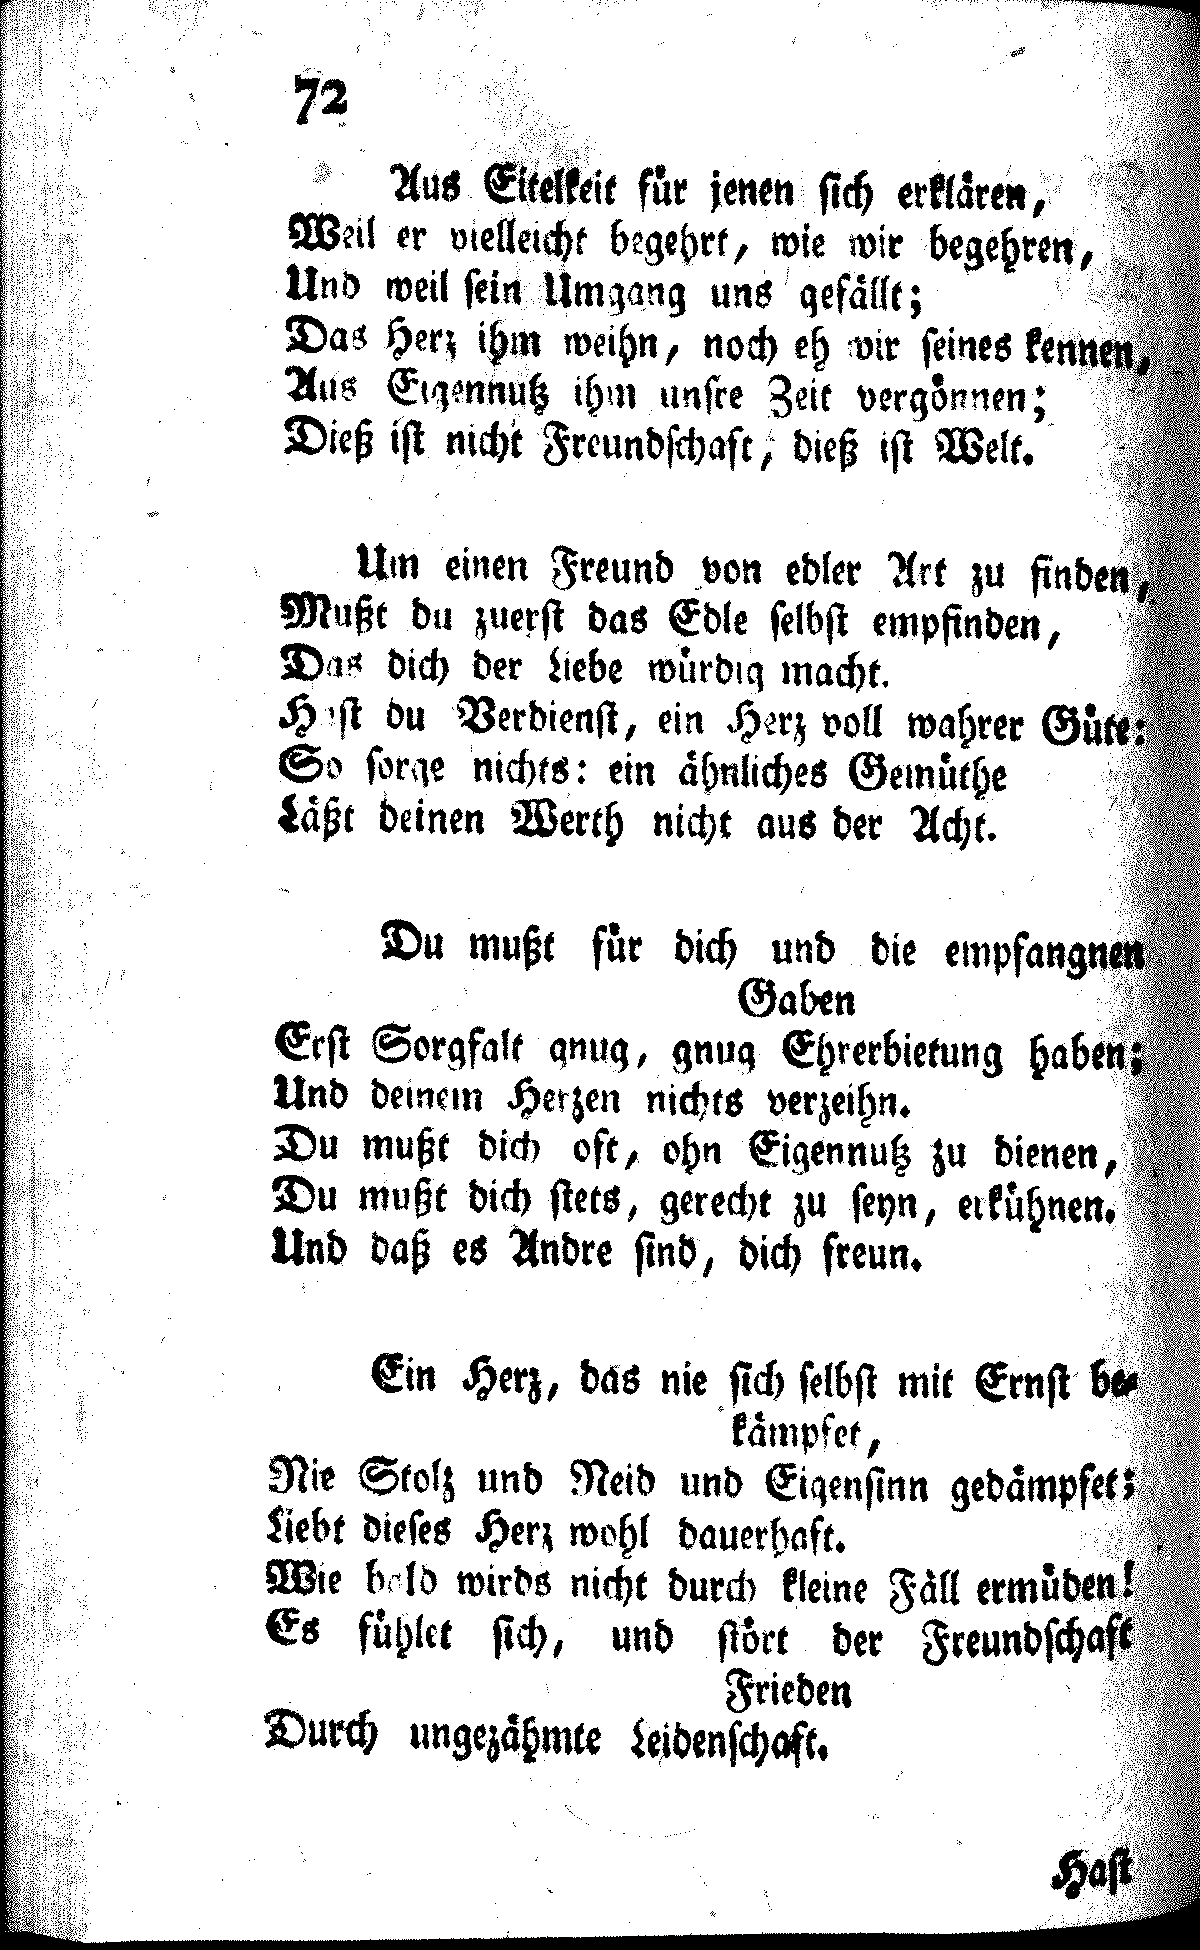 72
Aus Eitelkeit für jenen sich erklären,
Weil er vielleicht begehrt, wie wir begehren,
Und weil sein Umgang uns gefällt;
Das Herz ihm weihn, noch eh wir seines kennen,
Aus Eigennutz ihm unsre Zeit vergönnen;
Dieß ist nicht Freundschaft, dieß ist Welt.
Um einen Freund von edler Art zu finden,
Mußt du zuerst das Edle selbst empfinden,
Das dich der Liebe würdig macht.
Hast du Verdienst, ein Herz voll wahrer Güte:
So sorge nichts: ein ähnliches Gemüthe
Läßt deinen Werth nicht aus der Acht.
Du mußt für dich und die empfangnen
Gaben
Erst Sorgfalt gnug, gnug Ehrerbietung haben;
Und deinem Herzen nichts verzeihn.
Du mußt dich oft, ohn Eigennutz zu dienen,
Du mußt dich stets, gerecht zu seyn, erkühnen.
Und daß es Andre sind, dich freun.
Ein Herz, das nie sich selbst mit Ernst be-
kämpfet,
Nie Stolz und Neid und Eigensinn gedämpfet;
Liebt dieses Herz wohl dauerhaft.
Wie bald wirds nicht durch kleine Fäll ermüden!
Es fühlet sich, und stört der Freundschaft
Frieden
Durch ungezähmte Leidenschaft.
Hast